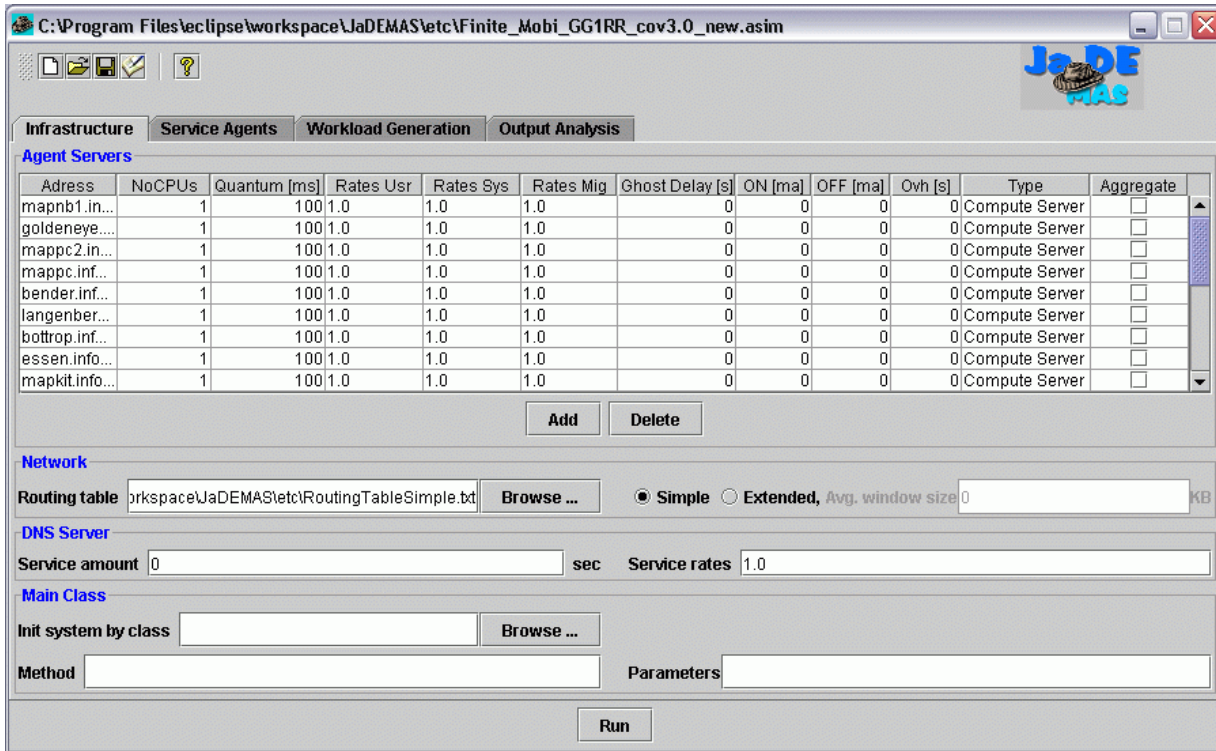 C:\Program Files\eclipse\workspace\JaDEMAS\etc\Finite_Mobi_GG1RR_cov3.0_new.asim
JaDE
MAS
Infrastructure Service Agents Workload Generation Output Analysis
Agent Servers
Adress NoCPUs Quantum [ms] Rates Usr Rates Sys Rates Mig Ghost Delay [s] ON [ma] OFF [ma] Ovh [s] Type Aggregate
mapnb1.in... 1 100 1.0 1.0 1.0 0 0 0 0 Compute Server
goldeneye.... 1 100 1.0 1.0 1.0 0 0 0 0 Compute Server
mappc2.in... 1 100 1.0 1.0 1.0 0 0 0 0 Compute Server
mappc.inf... 1 100 1.0 1.0 1.0 0 0 0 0 Compute Server
bender.inf... 1 100 1.0 1.0 1.0 0 0 0 0 Compute Server
langenber... 1 100 1.0 1.0 1.0 0 0 0 0 Compute Server
bottrop.inf... 1 100 1.0 1.0 1.0 0 0 0 0 Compute Server
essen.info... 1 100 1.0 1.0 1.0 0 0 0 0 Compute Server
mapkit.info... 1 100 1.0 1.0 1.0 0 0 0 0 Compute Server
Add Delete
Network
Routing table orkspace\JaDEMAS\etc\RoutingTableSimple.txt Browse ... Simple Extended, Avg. window size 0 KB
DNS Server
Service amount 0 sec Service rates 1.0
Main Class
Init system by class Browse ...
Method Parameters
Run